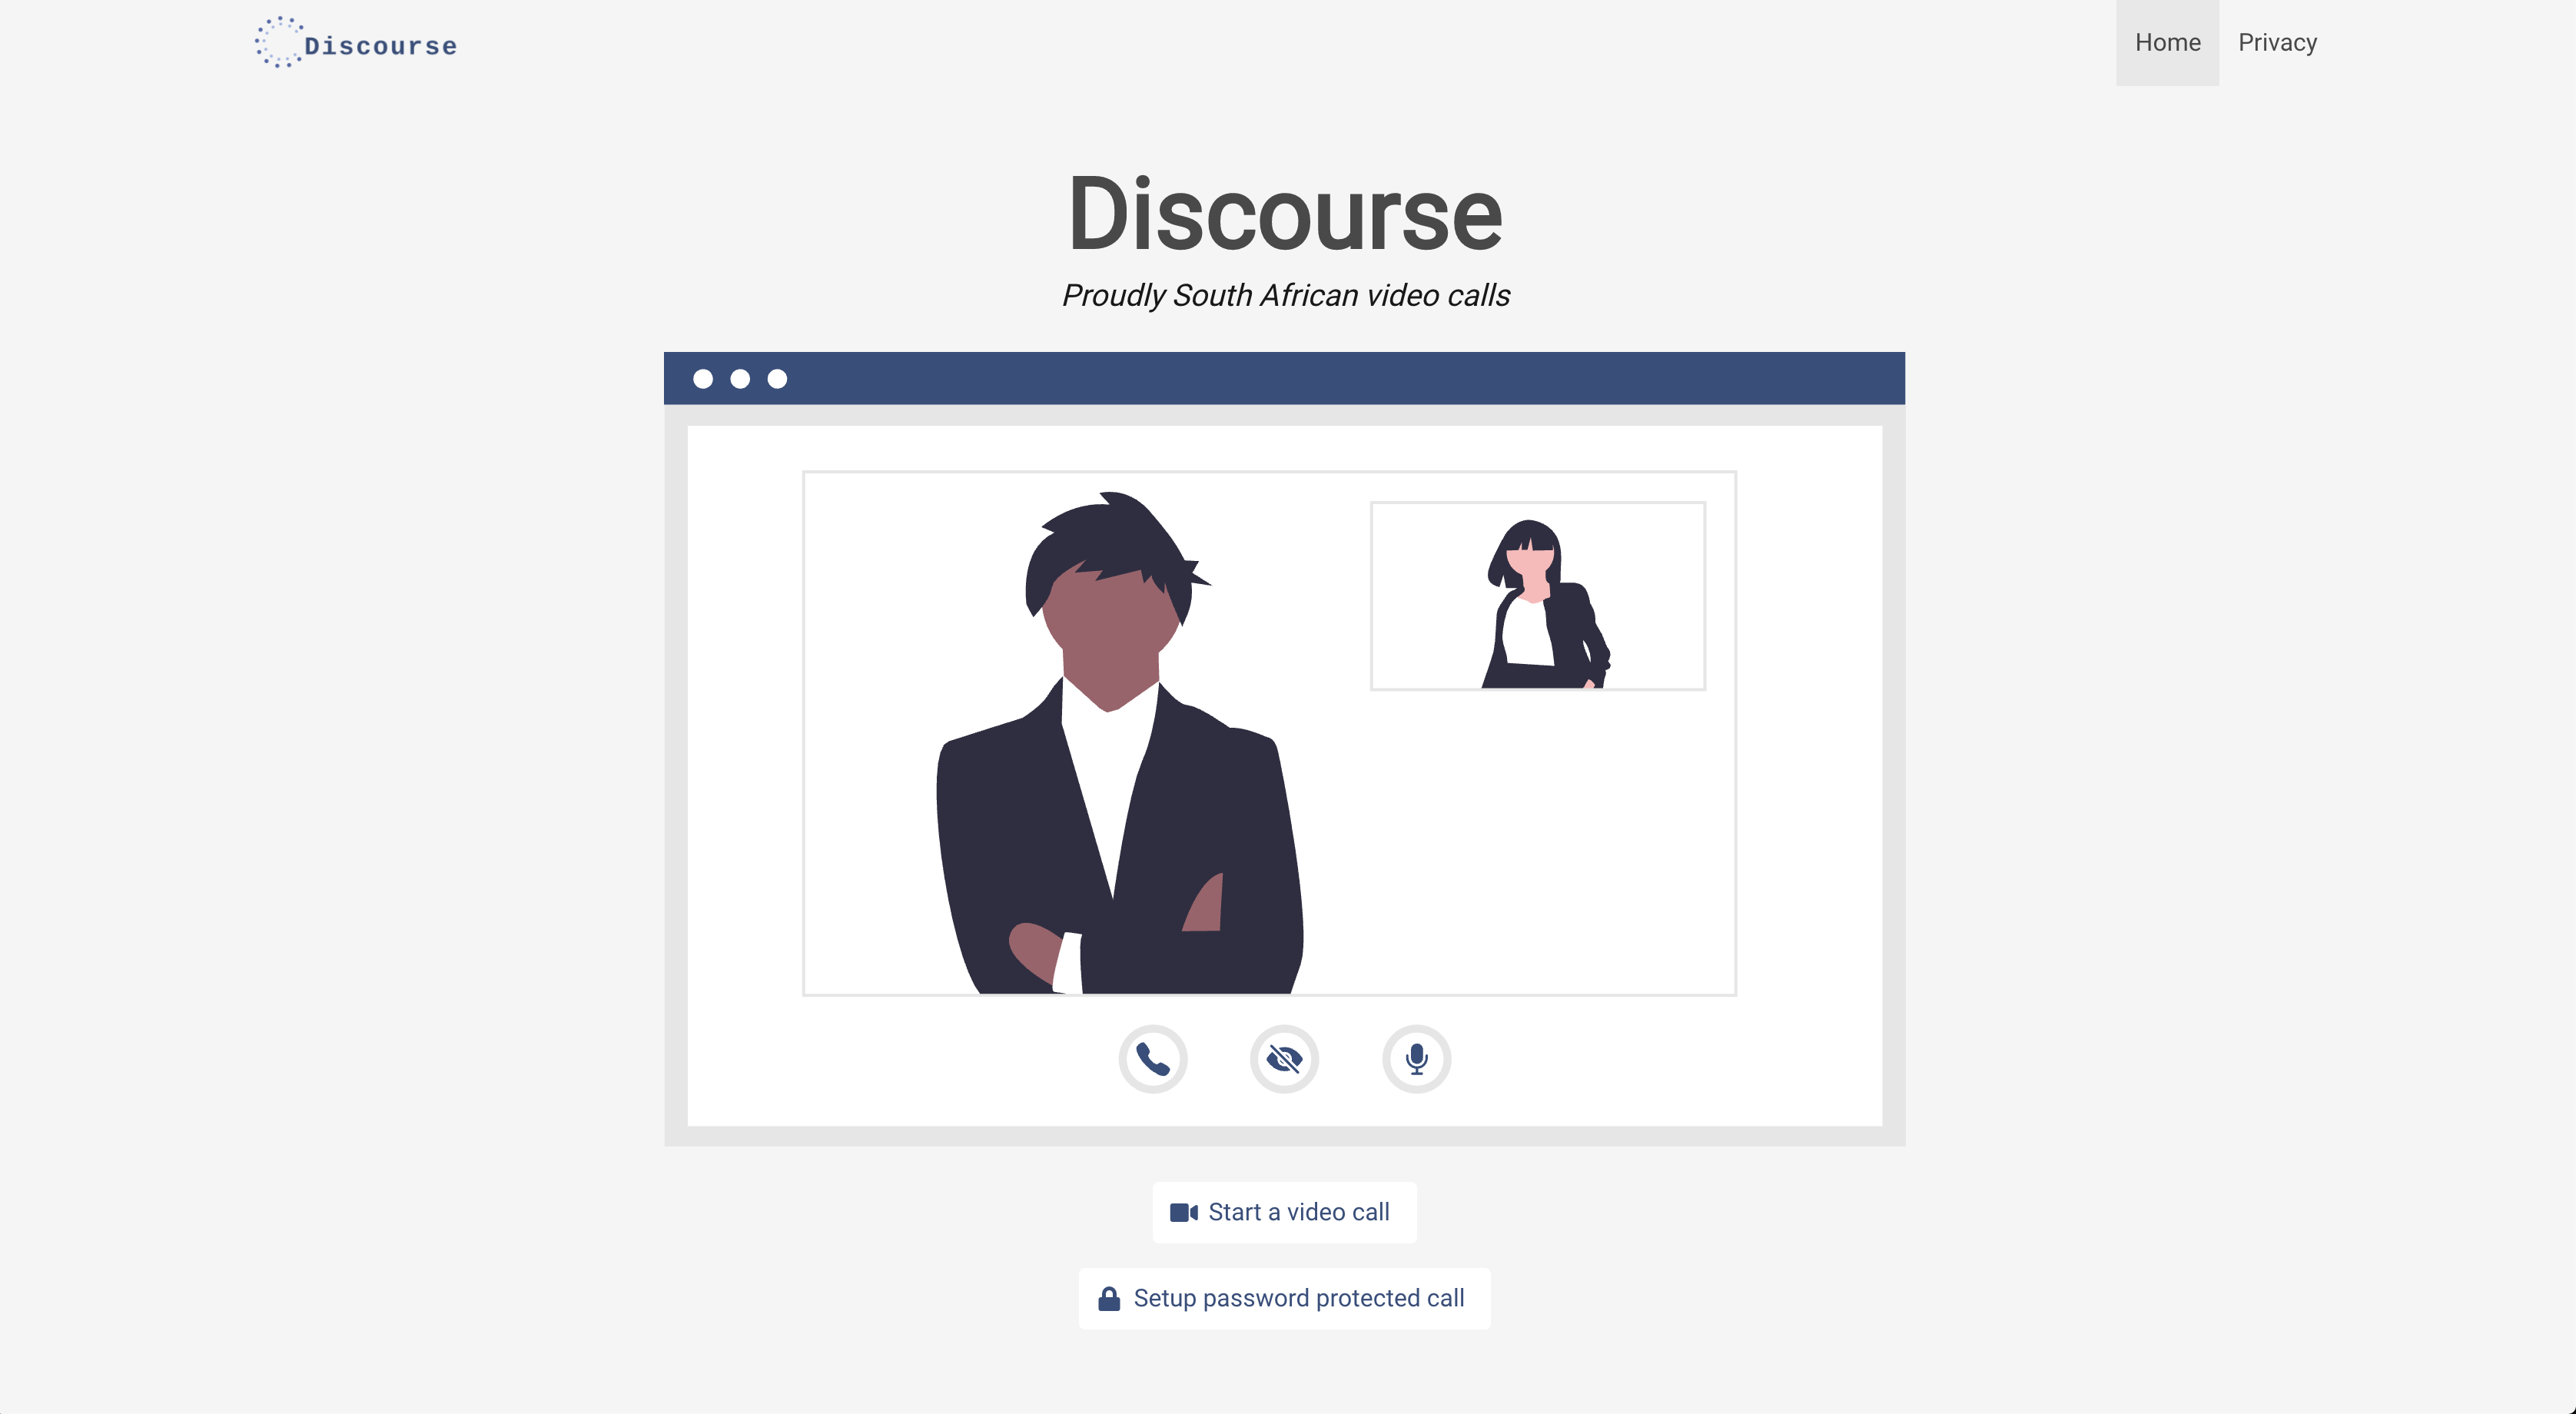 Discourse
Home
Privacy
Discourse
Proudly South African video calls
Start a video call
Setup password protected call